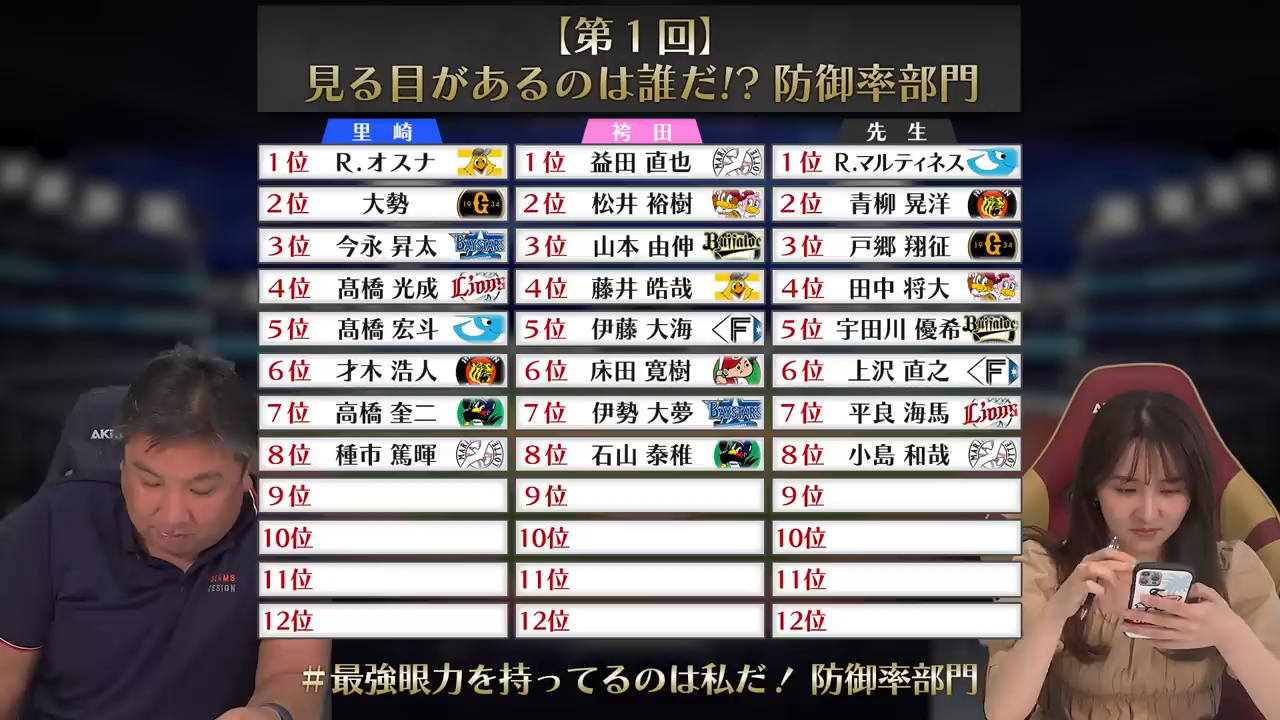 【第1回】
見る目があるのは誰だ!? 防御率部門
里崎 袴田 先生
1位 R.オスナ 1位 益田 直也 1位 R.マルティネス
2位 大勢 2位 松井 裕樹 2位 青柳 晃洋
3位 今永 昇太 3位 山本 由伸 3位 戸郷 翔征
4位 髙橋 光成 4位 藤井 皓哉 4位 田中 将大
5位 髙橋 宏斗 5位 伊藤 大海 5位 宇田川 優希
6位 才木 浩人 6位 床田 寛樹 6位 上沢 直之
7位 高橋 奎二 7位 伊勢 大夢 7位 平良 海馬
8位 種市 篤暉 8位 石山 泰稚 8位 小島 和哉
9位 9位 9位
10位 10位 10位
11位 11位 11位
12位 12位 12位
#最強眼力を持ってるのは私だ! 防御率部門